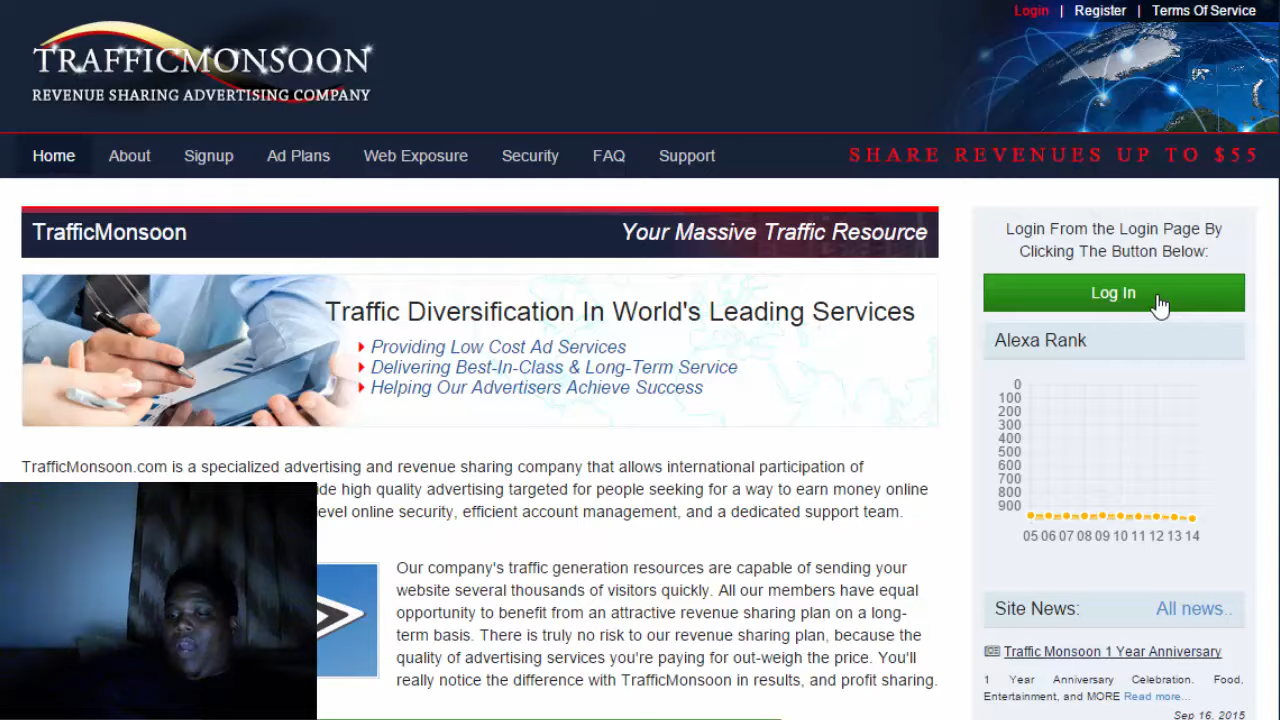 Login | Register | Terms Of Service
TRAFFICMONSOON
REVENUE SHARING ADVERTISING COMPANY
Home About Signup Ad Plans Web Exposure Security FAQ Support
SHARE REVENUES UP TO $55
TrafficMonsoon
Your Massive Traffic Resource
Traffic Diversification In World's Leading Services
Providing Low Cost Ad Services
Delivering Best-In-Class & Long-Term Service
Helping Our Advertisers Achieve Success
TrafficMonsoon.com is a specialized advertising and revenue sharing company that allows international participation of
high quality advertising targeted for people seeking for a way to earn money online
online security, efficient account management, and a dedicated support team.
Our company's traffic generation resources are capable of sending your
website several thousands of visitors quickly. All our members have equal
opportunity to benefit from an attractive revenue sharing plan on a long-
term basis. There is truly no risk to our revenue sharing plan, because the
quality of advertising services you're paying for out-weigh the price. You'll
really notice the difference with TrafficMonsoon in results, and profit sharing.
Login From the Login Page By
Clicking The Button Below:
Log In
Alexa Rank
0
100
200
300
400
500
600
700
800
900
05 06 07 08 09 10 11 12 13 14
Site News: All news..
Traffic Monsoon 1 Year Anniversary
1 Year Anniversary Celebration. Food,
Entertainment, and MORE Read more...
Sep 16, 2015